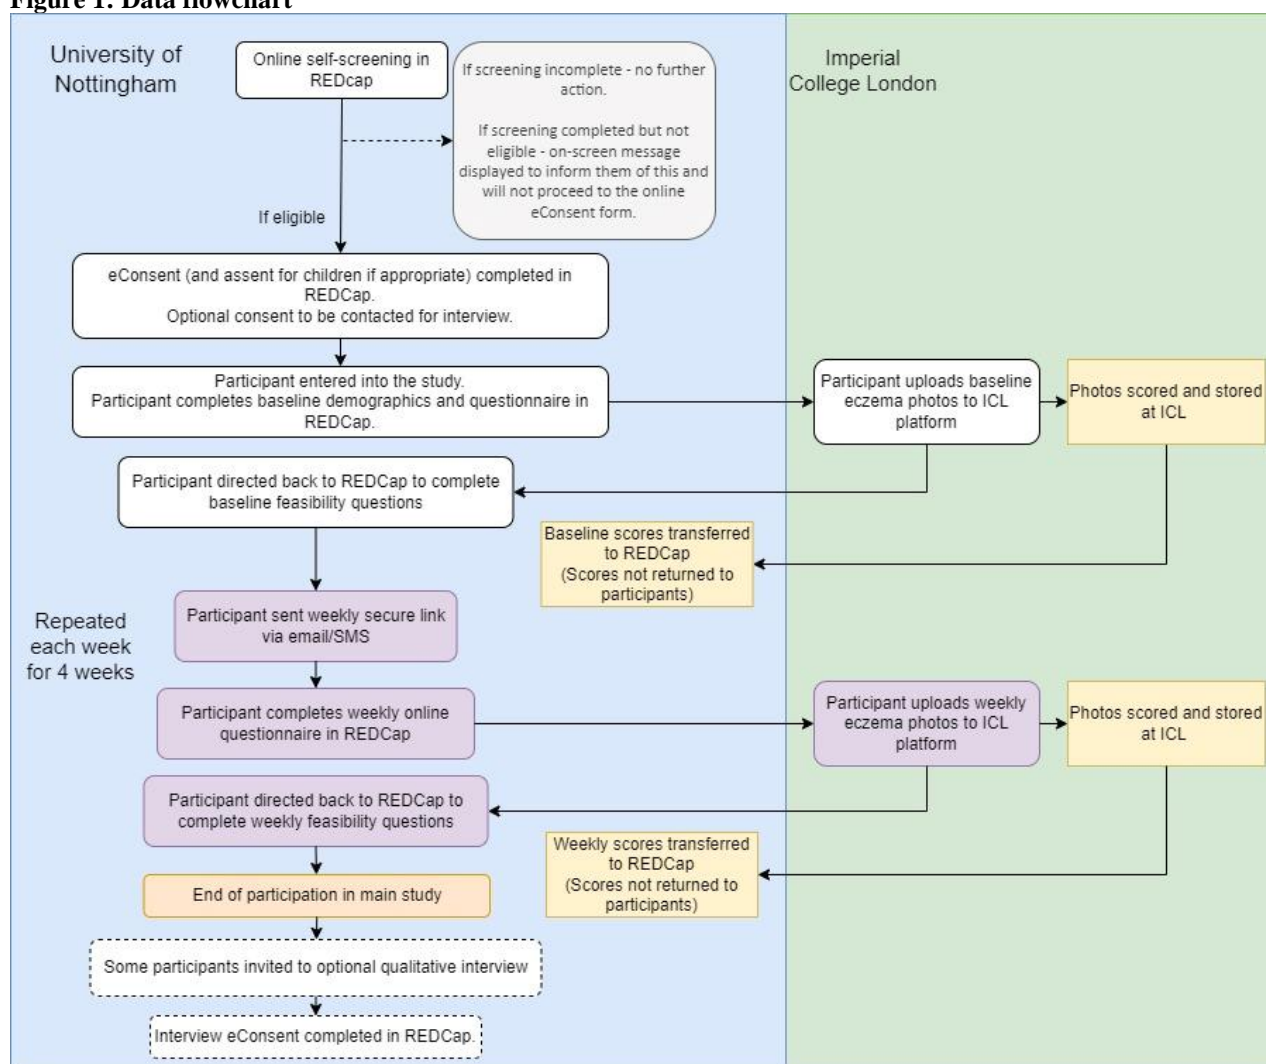 Figure 1: Data flowchart
University of
Nottingham
Online self-screening in
REDcap
If screening incomplete - no further
action.
If screening completed but not
eligible - on-screen message
displayed to inform them of this and
will not proceed to the online
eConsent form.
Imperial
College London
If eligible
eConsent (and assent for children if appropriate) completed in
REDCap.
Optional consent to be contacted for interview.
Participant entered into the study.
Participant completes baseline demographics and questionnaire in
REDCap.
Participant uploads baseline
eczema photos to ICL
platform
Photos scored and stored
at ICL
Participant directed back to REDCap to complete
baseline feasibility questions
Baseline scores transferred
to REDCap
(Scores not returned to
participants)
Repeated
each week
for 4 weeks
Participant sent weekly secure link
via email/SMS
Participant completes weekly online
questionnaire in REDCap
Participant uploads weekly
eczema photos to ICL
platform
Photos scored and stored
at ICL
Participant directed back to REDCap to
complete weekly feasibility questions
Weekly scores transferred
to REDCap
(Scores not returned to
participants)
End of participation in main study
Some participants invited to optional qualitative interview
Interview eConsent completed in REDCap.